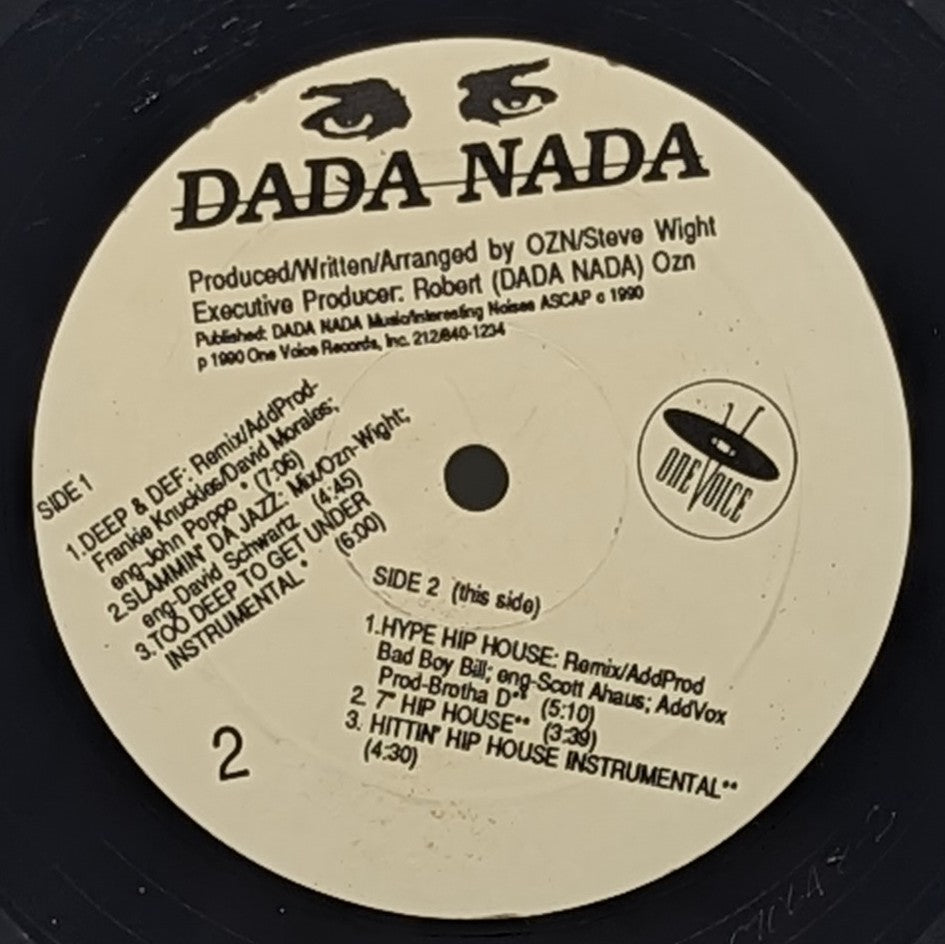 DADA NADA
Produced/Written/Arranged by OZN/Steve Wight
Executive Producer: Robert (DADA NADA) Ozn
Published: DADA NADA Music/Interesting Noises ASCAP c 1990
p 1990 One Voice Records, Inc. 212/840-1234
SIDE 1
1.DEEP & DEF: Remix/AddProd-
Frankie Knuckles/David Morales;
eng-John Poppo * (7:06)
2.SLAMMIN' DA JAZZ: Mix/Ozn-Wight;
eng-David Schwartz (4:45)
3.TOO DEEP TO GET UNDER
INSTRUMENTAL * (6:00)
ONE VOICE
SIDE 2 (this side)
1.HYPE HIP HOUSE: Remix/AddProd
Bad Boy Bill; eng-Scott Ahaus; AddVox
Prod-Brotha D** (5:10)
2. 7" HIP HOUSE** (3:39)
3. HITTIN' HIP HOUSE INSTRUMENTAL**
(4:30)
2